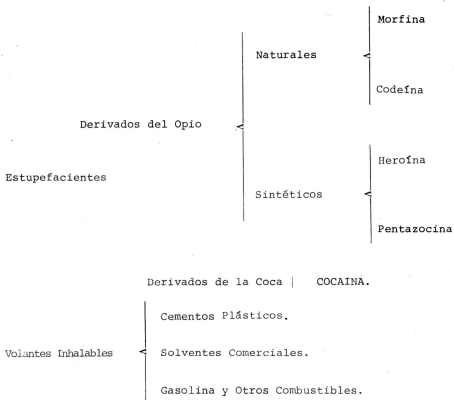 Morfina
Naturales
Codeína
Derivados del Opio
Heroína
Estupefacientes
Sintéticos
Pentazocina
Derivados de la Coca | COCAINA.
Cementos Plásticos.
Volantes Inhalables
Solventes Comerciales.
Gasolina y Otros Combustibles.